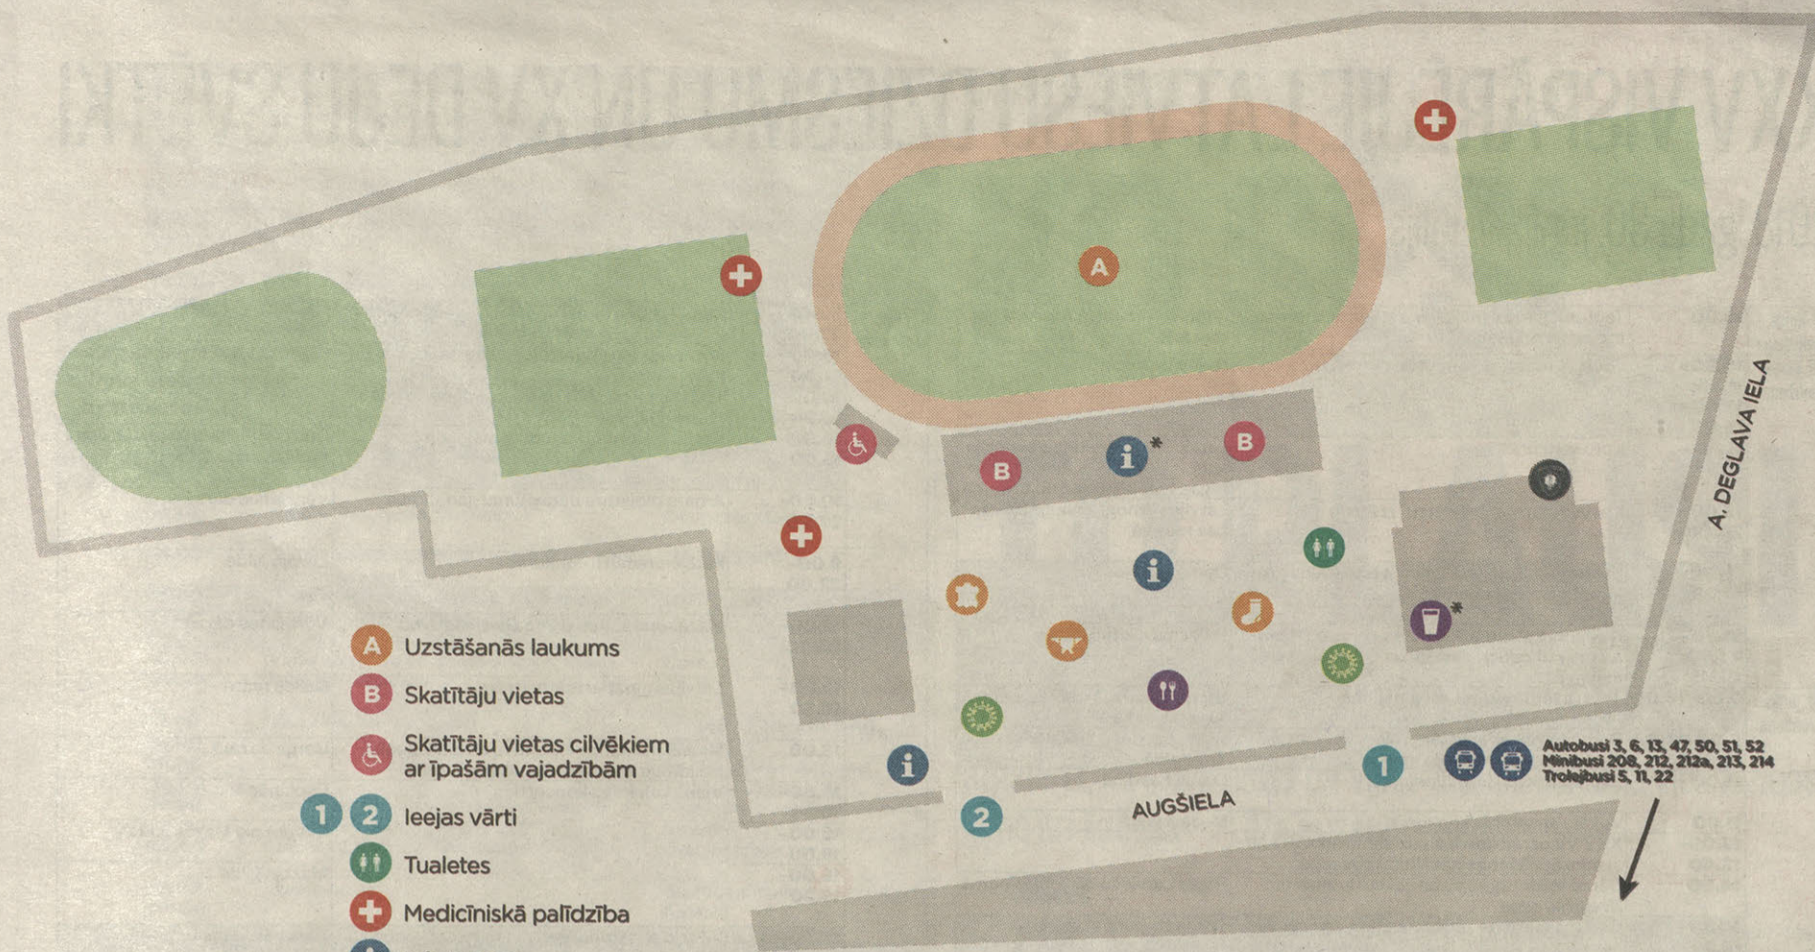 A
B
B
*
*
A. DEGLAVA IELA
A Uzstāšanās laukums
B Skatītāju vietas
Skatītāju vietas cilvēkiem
ar īpašām vajadzībām
1 2 Ieejas vārti
Tualetes
Medicīniskā palīdzība
1
2
AUGŠIELA
Autobusi 3, 6, 13, 47, 50, 51, 52
Minibusi 208, 212, 212a, 213, 214
Trolejbusi 5, 11, 22